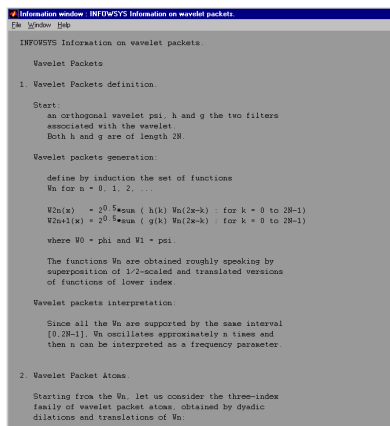 Information window : INFOWSYS Information on wavelet packets.
File Window Help
INFOWSYS Information on wavelet packets.
Wavelet Packets
1. Wavelet Packets definition.
Start:
an orthogonal wavelet psi, h and g the two filters
associated with the wavelet.
Both h and g are of length 2N.
Wavelet packets generation:
define by induction the set of functions
Wn for n = 0, 1, 2, ...
W2n(x) = 2^0.5*sum ( h(k) Wn(2x-k) : for k = 0 to 2N-1)
W2n+1(x) = 2^0.5*sum ( g(k) Wn(2x-k) : for k = 0 to 2N-1)
where W0 = phi and W1 = psi.
The functions Wn are obtained roughly speaking by
superposition of 1/2-scaled and translated versions
of functions of lower index.
Wavelet packets interpretation:
Since all the Wn are supported by the same interval
[0.2N-1], Wn oscillates approximately n times and
then n can be interpreted as a frequency parameter.
2. Wavelet Packet Atoms.
Starting from the Wn, let us consider the three-index
family of wavelet packet atoms, obtained by dyadic
dilations and translations of Wn: